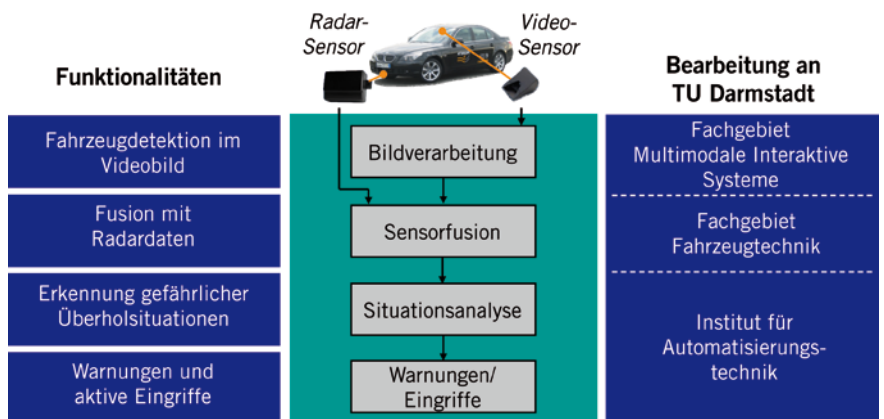 Radar-
Sensor
Video-
Sensor
Funktionalitäten
Bearbeitung an
TU Darmstadt
Fahrzeugdetektion im
Videobild
Fusion mit
Radardaten
Erkennung gefährlicher
Überholsituationen
Warnungen und
aktive Eingriffe
Bildverarbeitung
Sensorfusion
Situationsanalyse
Warnungen/
Eingriffe
Fachgebiet
Multimodale Interaktive
Systeme
Fachgebiet
Fahrzeugtechnik
Institut für
Automatisierungs-
technik